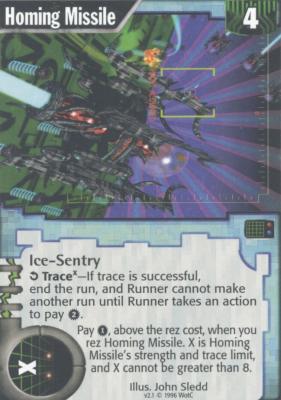 Homing Missile
4
Ice-Sentry
Traceˣ—If trace is successful,
end the run, and Runner cannot make
another run until Runner takes an action
to pay ②.
Pay ①, above the rez cost, when you
rez Homing Missile. X is Homing
Missile's strength and trace limit,
and X cannot be greater than 8.
X
Illus. John Sledd
v2.1 © 1996 WotC